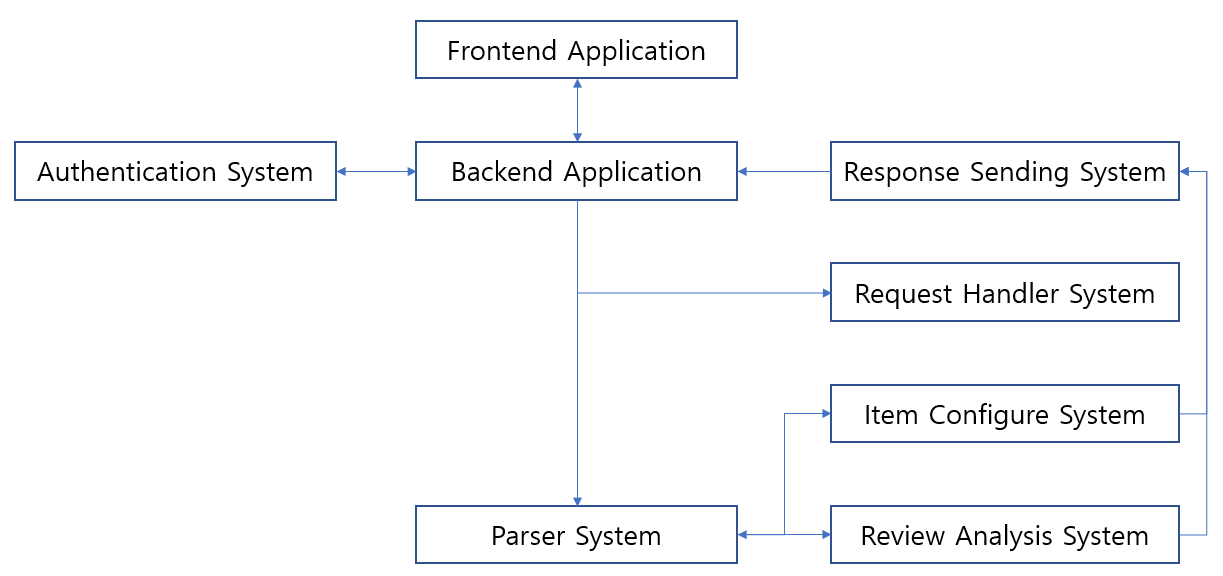 Frontend Application
Authentication System
Backend Application
Response Sending System
Request Handler System
Item Configure System
Parser System
Review Analysis System